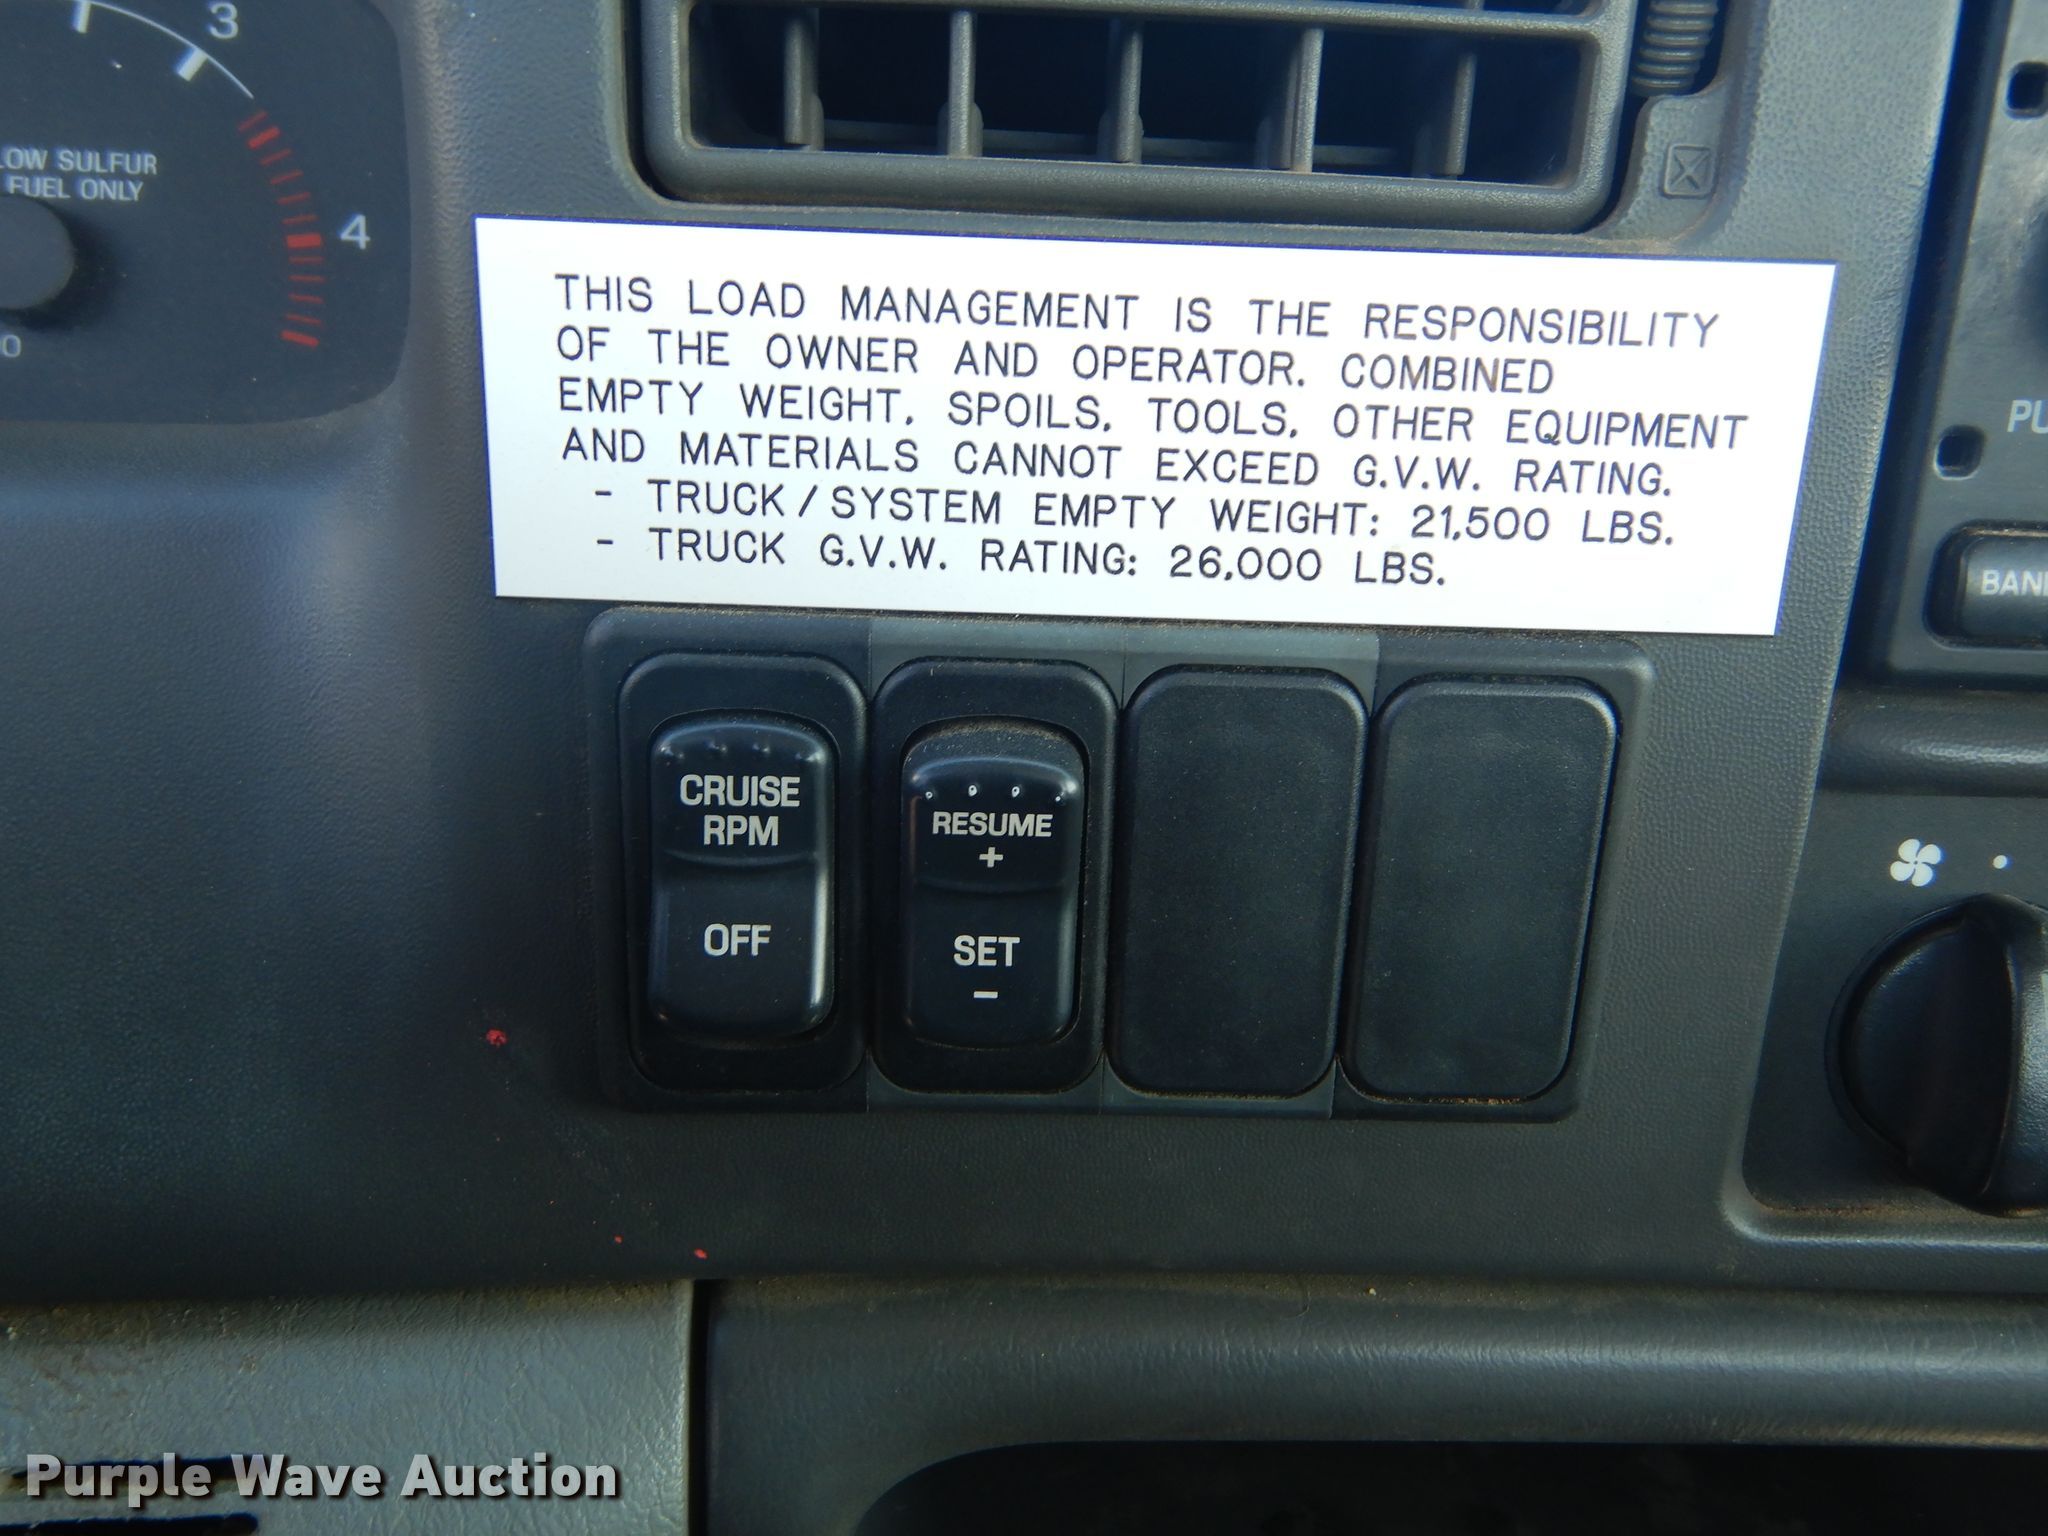 3
SULFUR
FUEL ONLY
4
THIS LOAD MANAGEMENT IS THE RESPONSIBILITY
OF THE OWNER AND OPERATOR. COMBINED
EMPTY WEIGHT, SPOILS, TOOLS, OTHER EQUIPMENT
AND MATERIALS CANNOT EXCEED G.V.W. RATING.
- TRUCK/SYSTEM EMPTY WEIGHT: 21,500 LBS.
- TRUCK G.V.W. RATING: 26,000 LBS.
CRUISE
RPM
OFF
RESUME
+
SET
-
Purple Wave Auction